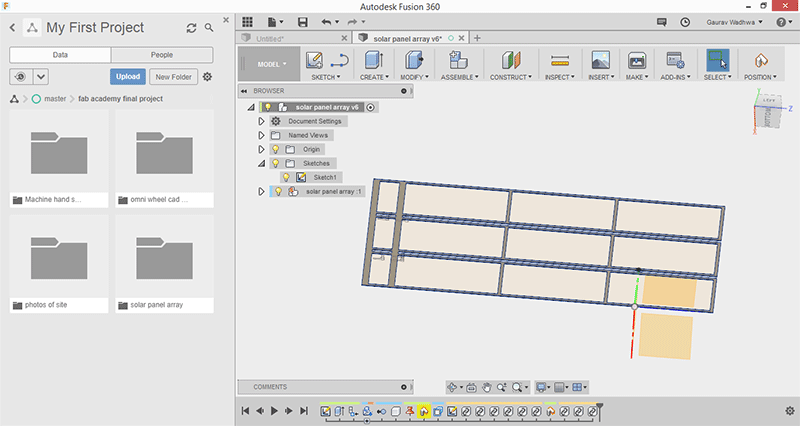 Autodesk Fusion 360
My First Project
Gaurav Wadhwa
Data
People
Untitled*
solar panel array v6*
Upload
New Folder
MODEL
SKETCH
CREATE
MODIFY
ASSEMBLE
CONSTRUCT
INSPECT
INSERT
MAKE
ADD-INS
SELECT
POSITION
master > fab academy final project
BROWSER
solar panel array v6
Document Settings
Named Views
Origin
Sketches
Sketch1
solar panel array :1
Machine hand s...
omni wheel cad ...
photos of site
solar panel array
Y
Z
COMMENTS